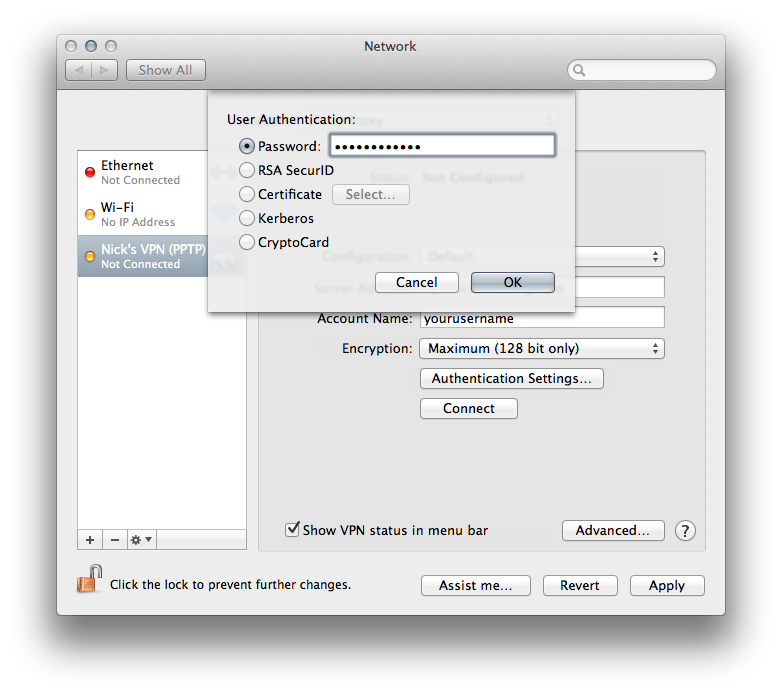 Network
Show All
User Authentication:
Password: ••••••••••••
RSA SecurID
Certificate Select...
Kerberos
CryptoCard
Cancel OK
Ethernet
Not Connected
Wi-Fi
No IP Address
Nick's VPN (PPTP)
Not Connected
Status: Not Configured
Configuration: Default
Account Name: yourusername
Encryption: Maximum (128 bit only)
Authentication Settings...
Connect
Show VPN status in menu bar
Advanced... ?
Click the lock to prevent further changes.
Assist me... Revert Apply